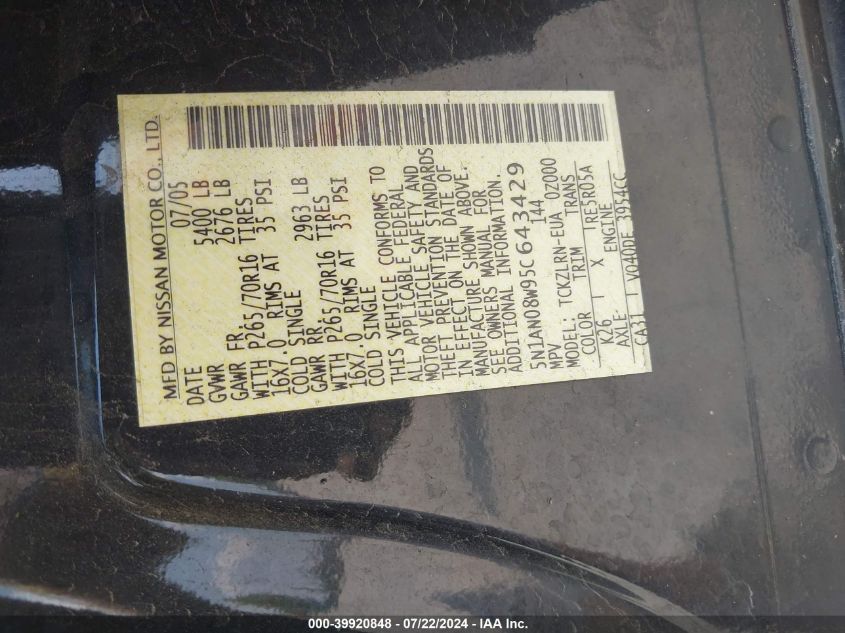 MFD BY NISSAN MOTOR CO., LTD.
DATE 07/05
GVWR 5400 LB
GAWR FR. 2676 LB
WITH P265/70R16 TIRES
16X7.0 RIMS AT 35 PSI
COLD SINGLE
GAWR RR. 2963 LB
WITH P265/70R16 TIRES
16X7.0 RIMS AT 35 PSI
COLD SINGLE
THIS VEHICLE CONFORMS TO
ALL APPLICABLE FEDERAL
MOTOR VEHICLE SAFETY AND
THEFT PREVENTION STANDARDS
IN EFFECT ON THE DATE OF
MANUFACTURE SHOWN ABOVE.
SEE OWNERS MANUAL FOR
ADDITIONAL INFORMATION.
5N1AN08W95C643429
MPV 144
MODEL: TCKZLRN-EUA 0Z000
COLOR TRIM TRANS
KZ6 I X IRE5R05A
AXLE ENGINE
CA31 I VQ40DE 3954CC
000-39920848 - 07/22/2024 - IAA Inc.